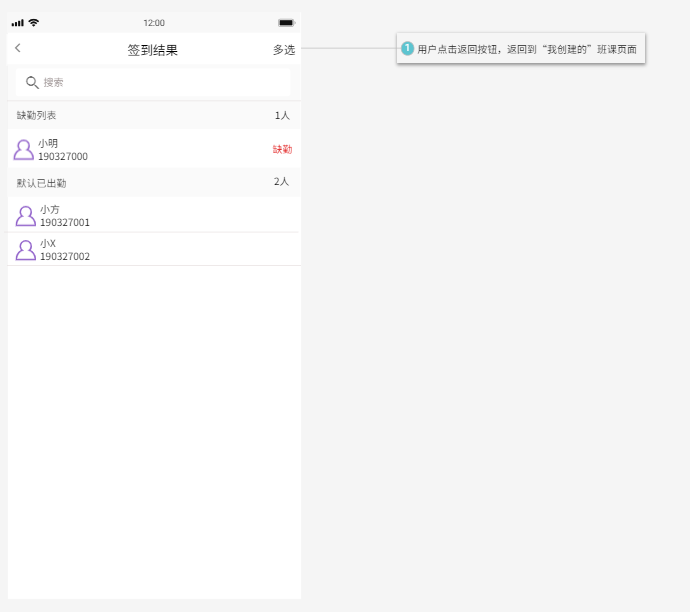 12:00
签到结果
多选
1 用户点击返回按钮，返回到“我创建的”班课页面
搜索
缺勤列表 1人
小明
190327000
缺勤
默认已出勤 2人
小方
190327001
小X
190327002